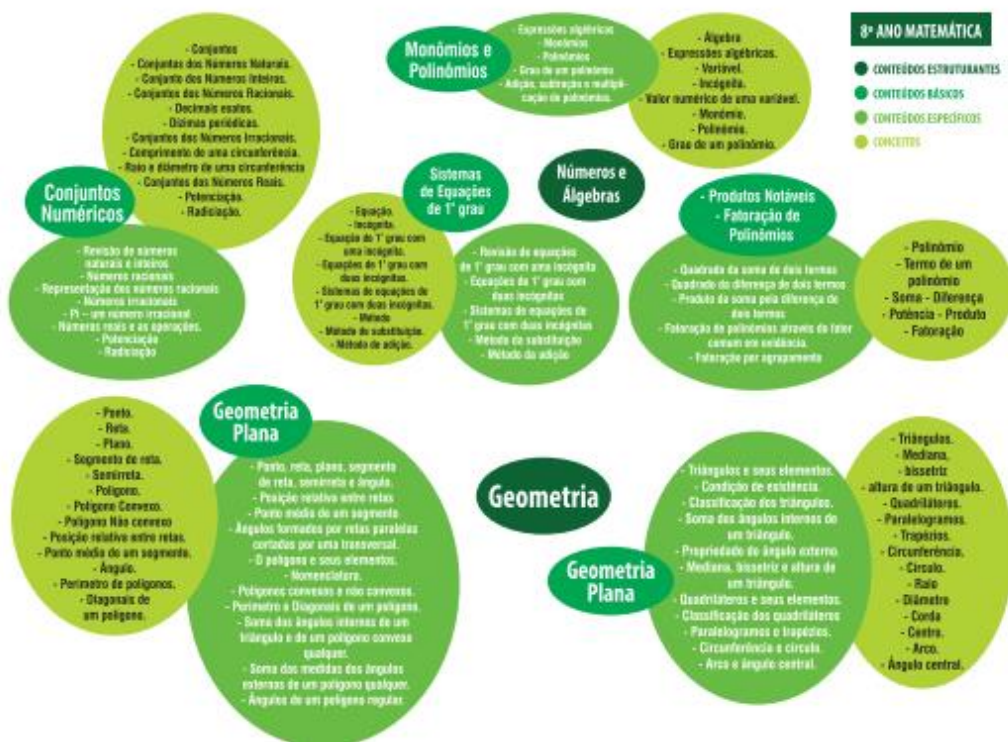 8º ANO MATEMÁTICA
CONTEÚDOS ESTRUTURANTES
CONTEÚDOS BÁSICOS
CONTEÚDOS ESPECÍFICOS
CONCEITOS
- Conjuntos
- Conjuntos dos Números Naturais.
- Conjunto dos Números Inteiros.
- Conjuntos dos Números Racionais.
- Decimais exatos.
- Dízimas periódicas.
- Conjuntos dos Números Irracionais.
- Comprimento de uma circunferência.
- Raio e diâmetro de uma circunferência
- Conjuntos dos Números Reais.
- Potenciação.
- Radiciação.
Conjuntos
Numéricos
- Revisão de números
naturais e inteiros
- Números racionais
- Representação dos números racionais
- Números irracionais
- Pi – um número irracional
- Números reais e as operações.
- Potenciação
- Radiciação
Monômios e
Polinômios
- Expressões algébricas
- Monômios
- Polinômios
- Grau de um polinômio
- Adição, subtração e multipli-
cação de polinômios.
- Álgebra
- Expressões algébricas.
- Variável.
- Incógnita.
- Valor numérico de uma variável.
- Monômio.
- Polinômio.
- Grau de um polinômio.
Sistemas
de Equações
de 1º grau
Números e
Álgebras
- Equação.
- Incógnita.
- Equação do 1º grau com
uma incógnita.
- Equações de 1º grau com
duas incógnitas.
- Sistemas de equações de
1º grau com duas incógnitas.
- Método
- Método de substituição.
- Método de adição.
- Revisão de equações
de 1º grau com uma incógnita
- Equações de 1º grau com
duas incógnitas
- Sistemas de equações de
1º grau com duas incógnitas
- Método da substituição
- Método da adição
- Produtos Notáveis
- Fatoração de
Polinômios
- Quadrado da soma de dois termos
- Quadrado da diferença de dois termos
- Produto da soma pela diferença de
dois termos
- Fatoração de polinômios através do fator
comum em evidência.
- Fatoração por agrupamento
- Polinômio
- Termo de um
polinômio
- Soma - Diferença
- Potência - Produto
- Fatoração
- Ponto.
- Reta.
- Plano.
- Segmento de reta.
- Semirreta.
- Polígono.
- Polígono Convexo.
- Polígono Não convexo
- Posição relativa entre retas.
- Ponto médio de um segmento.
- Ângulo.
- Perímetro de polígonos.
- Diagonais de
um polígono.
Geometria
Plana
- Ponto, reta, plano, segmento
de reta, semirreta e ângulo.
- Posição relativa entre retas
- Ponto médio de um segmento
- Ângulos formados por retas paralelas
cortadas por uma transversal.
- O polígono e seus elementos.
- Nomenclatura.
- Polígonos convexos e não convexos.
- Perímetro e Diagonais de um polígono.
- Soma dos ângulos internos de um
triângulo e de um polígono convexo
qualquer.
- Soma das medidas dos ângulos
externos de um polígono qualquer.
- Ângulos de um polígono regular.
Geometria
Geometria
Plana
- Triângulos e seus elementos.
- Condição de existência
- Classificação dos triângulos.
- Soma dos ângulos internos de
um triângulo.
- Propriedade do ângulo externo
- Mediana, bissetriz e altura de
um triângulo.
- Quadriláteros e seus elementos.
- Classificação dos quadriláteros
- Paralelogramos e trapézios.
- Circunferência e círculo.
- Arco e ângulo central.
- Triângulos.
- Mediana,
- bissetriz
- altura de um triângulo.
- Quadriláteros.
- Paralelogramos.
- Trapézios.
- Circunferência.
- Círculo.
- Raio
- Diâmetro
- Corda
- Centro.
- Arco.
- Ângulo central.